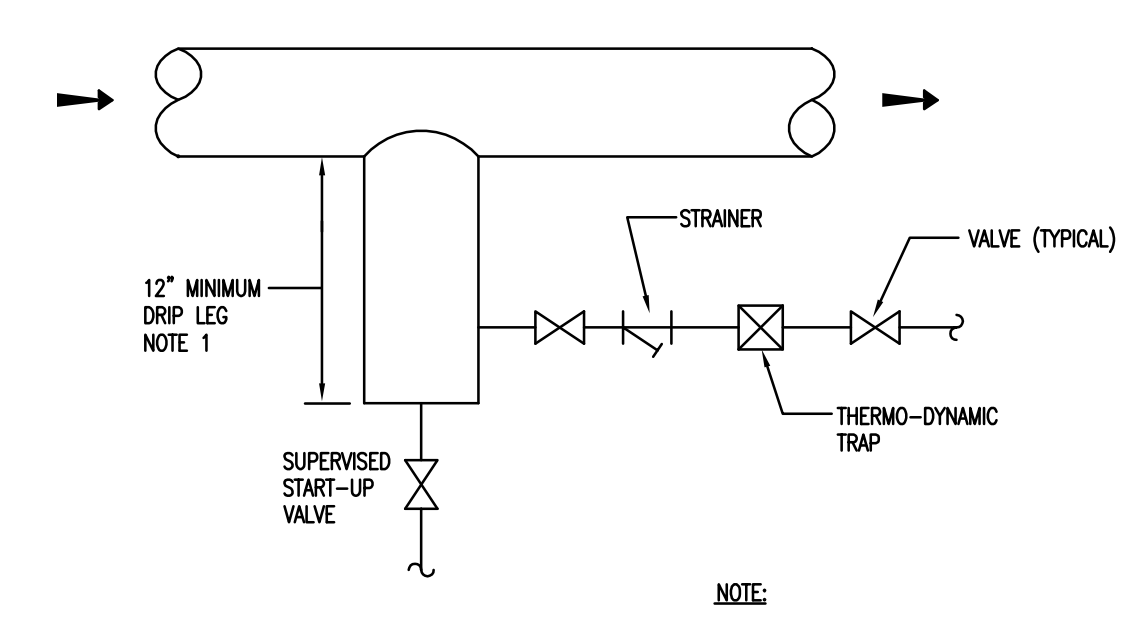 STRAINER
VALVE (TYPICAL)
12" MINIMUM
DRIP LEG
NOTE 1
THERMO-DYNAMIC
TRAP
SUPERVISED
START-UP
VALVE
NOTE: